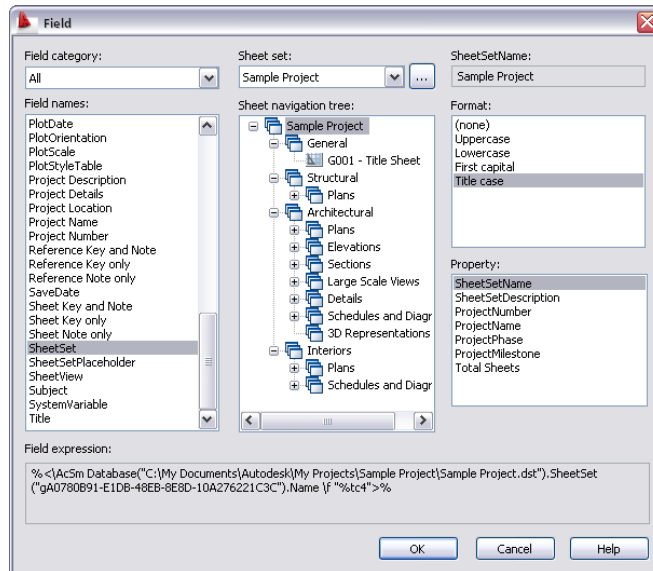 Field
Field category:
All
Field names:
PlotDate
PlotOrientation
PlotScale
PlotStyleTable
Project Description
Project Details
Project Location
Project Name
Project Number
Reference Key and Note
Reference Key only
Reference Note only
SaveDate
Sheet Key and Note
Sheet Key only
Sheet Note only
SheetSet
SheetSetPlaceholder
SheetView
Subject
SystemVariable
Title
Sheet set:
Sample Project
...
Sheet navigation tree:
Sample Project
General
G001 - Title Sheet
Structural
Plans
Architectural
Plans
Elevations
Sections
Large Scale Views
Details
Schedules and Diagr
3D Representations
Interiors
Plans
Schedules and Diagr
SheetSetName:
Sample Project
Format:
(none)
Uppercase
Lowercase
First capital
Title case
Property:
SheetSetName
SheetSetDescription
ProjectNumber
ProjectName
ProjectPhase
ProjectMilestone
Total Sheets
Field expression:
%<\AcSm Database("C:\My Documents\Autodesk\My Projects\Sample Project\Sample Project.dst").SheetSet
("gA0780B91-E1DB-48EB-8E8D-10A276221C3C").Name \f "%tc4">%
OK
Cancel
Help